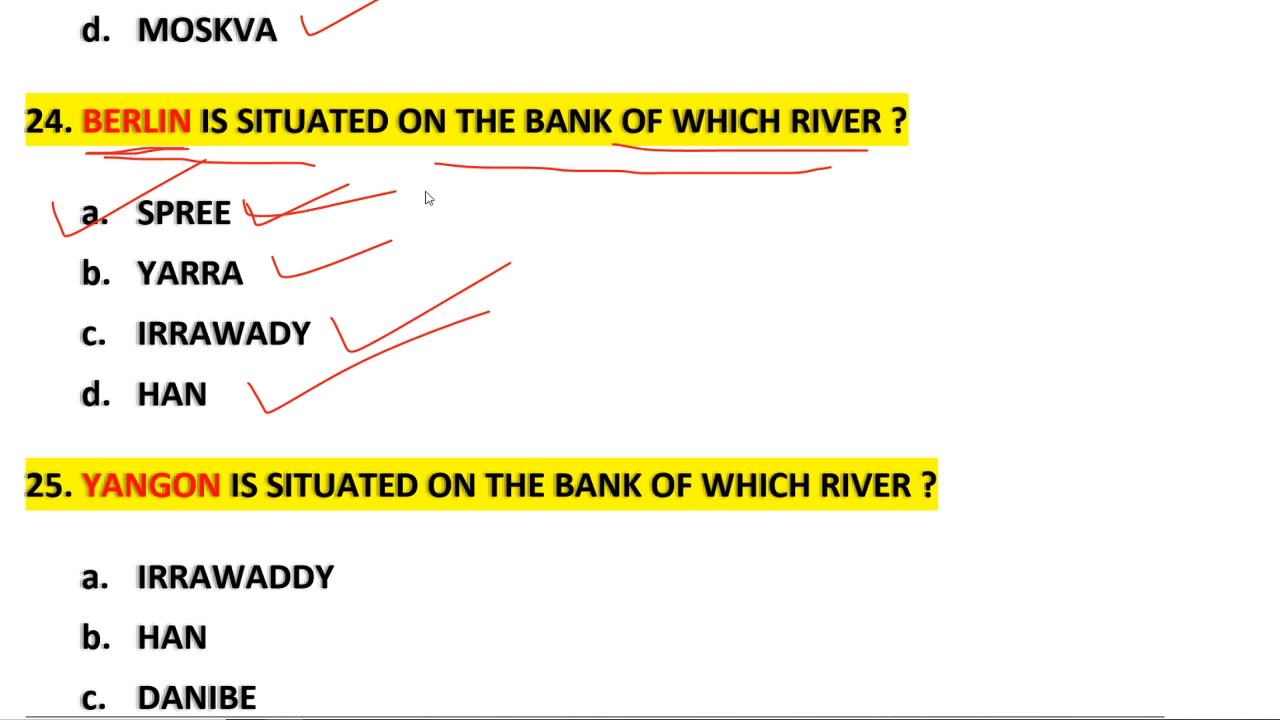 d. MOSKVA
24. BERLIN IS SITUATED ON THE BANK OF WHICH RIVER ?
a. SPREE
b. YARRA
c. IRRAWADY
d. HAN
25. YANGON IS SITUATED ON THE BANK OF WHICH RIVER ?
a. IRRAWADDY
b. HAN
c. DANIBE